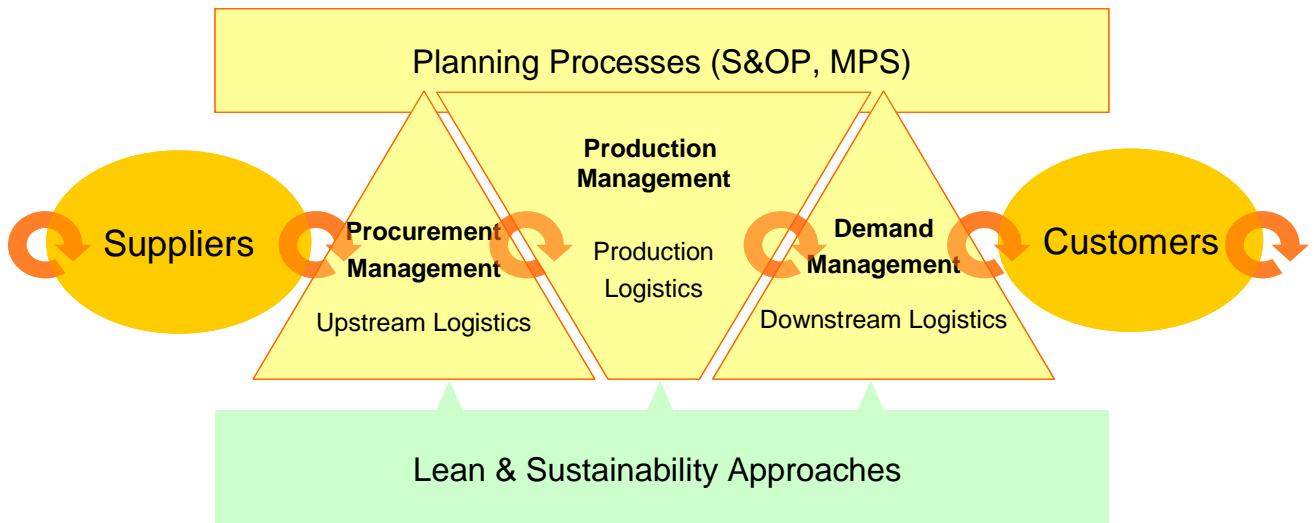 Planning Processes (S&OP, MPS)
Suppliers
Procurement
Management
Upstream Logistics
Production
Management
Production
Logistics
Demand
Management
Downstream Logistics
Customers
Lean & Sustainability Approaches